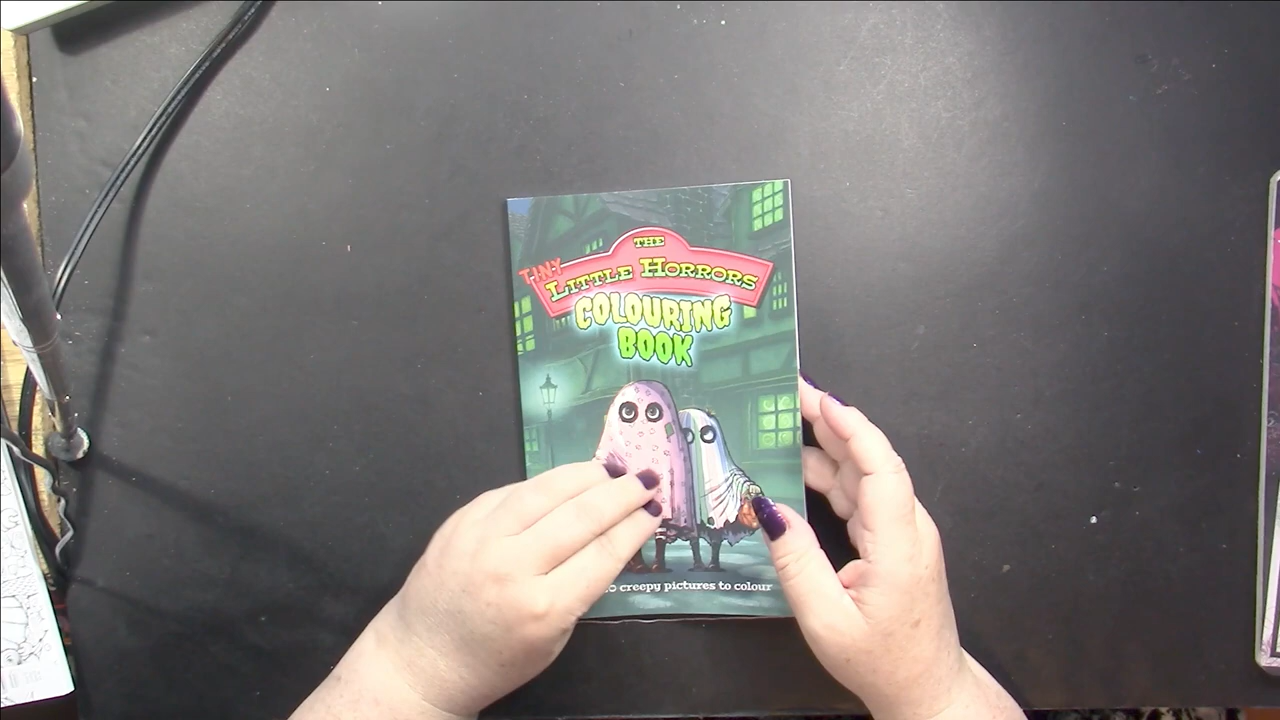 THE
TINY
LITTLE HORRORS
COLOURING
BOOK
creepy pictures to colour